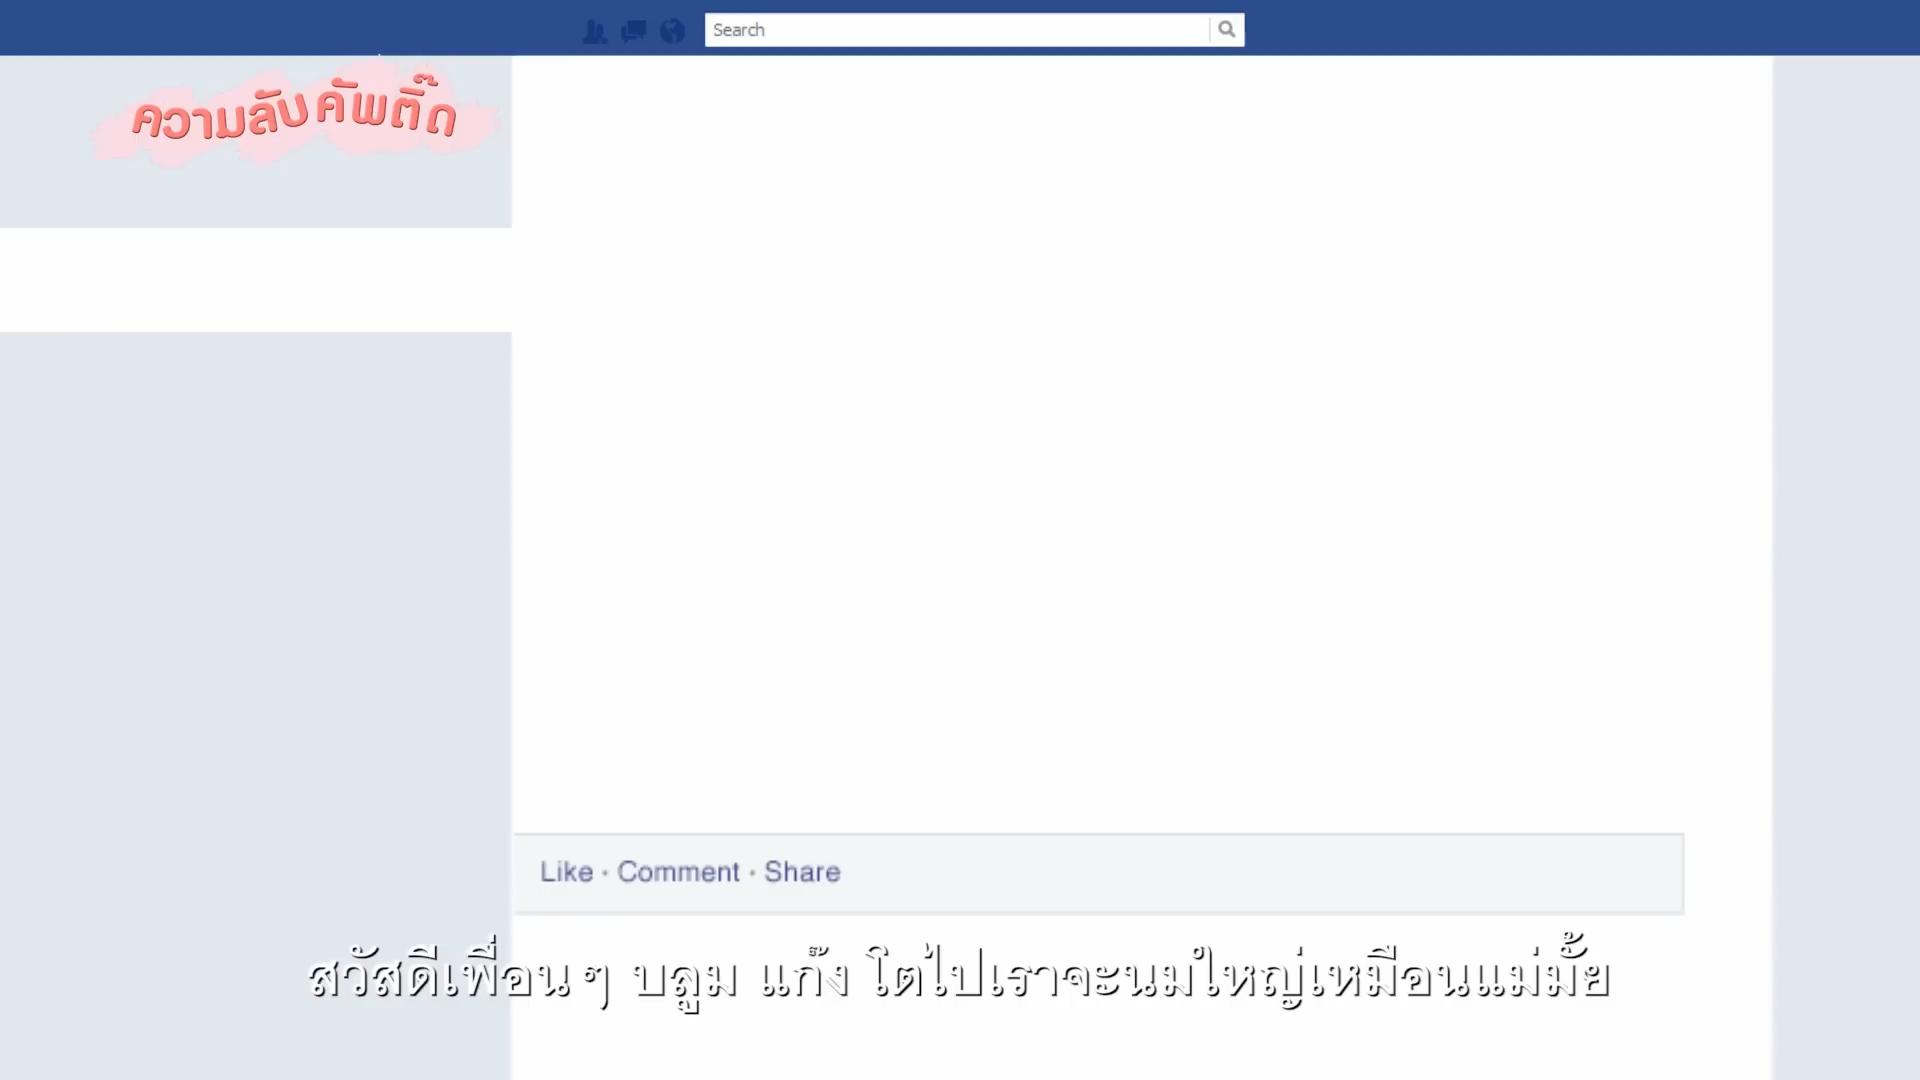 Search
ความลับคัพติ๊ด
Like · Comment · Share
สวัสดีเพื่อนๆ บลูม แก๊ง โตไปเราจะนมใหญ่เหมือนแม่มั้ย